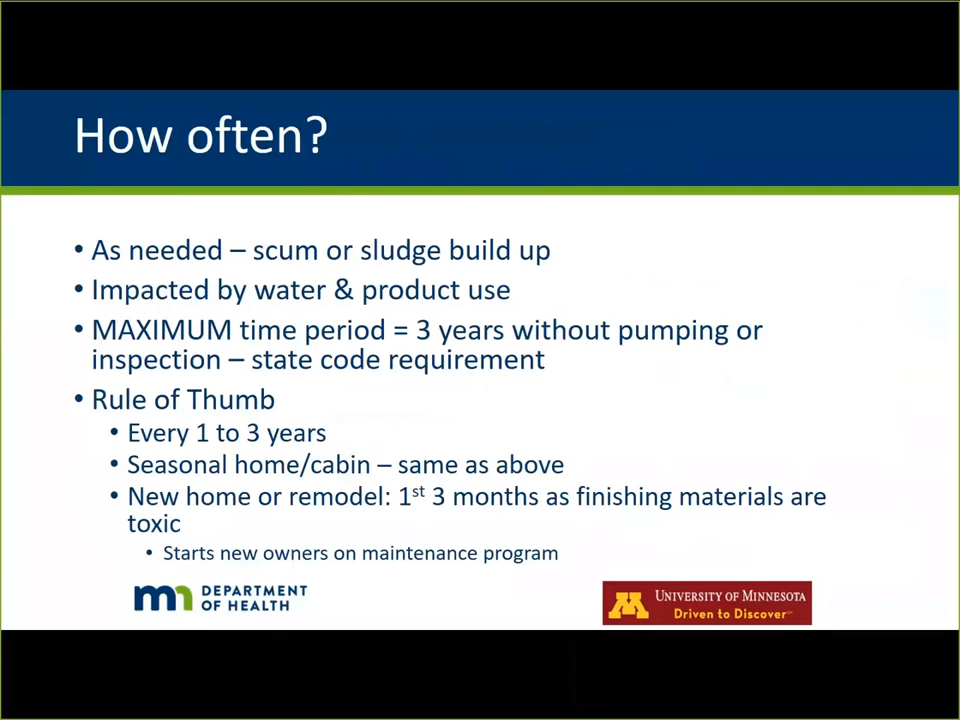 How often?
• As needed – scum or sludge build up
• Impacted by water & product use
• MAXIMUM time period = 3 years without pumping or
inspection – state code requirement
• Rule of Thumb
• Every 1 to 3 years
• Seasonal home/cabin – same as above
• New home or remodel: 1st 3 months as finishing materials are
toxic
• Starts new owners on maintenance program
mn DEPARTMENT
OF HEALTH
M UNIVERSITY OF MINNESOTA
Driven to Discover℠